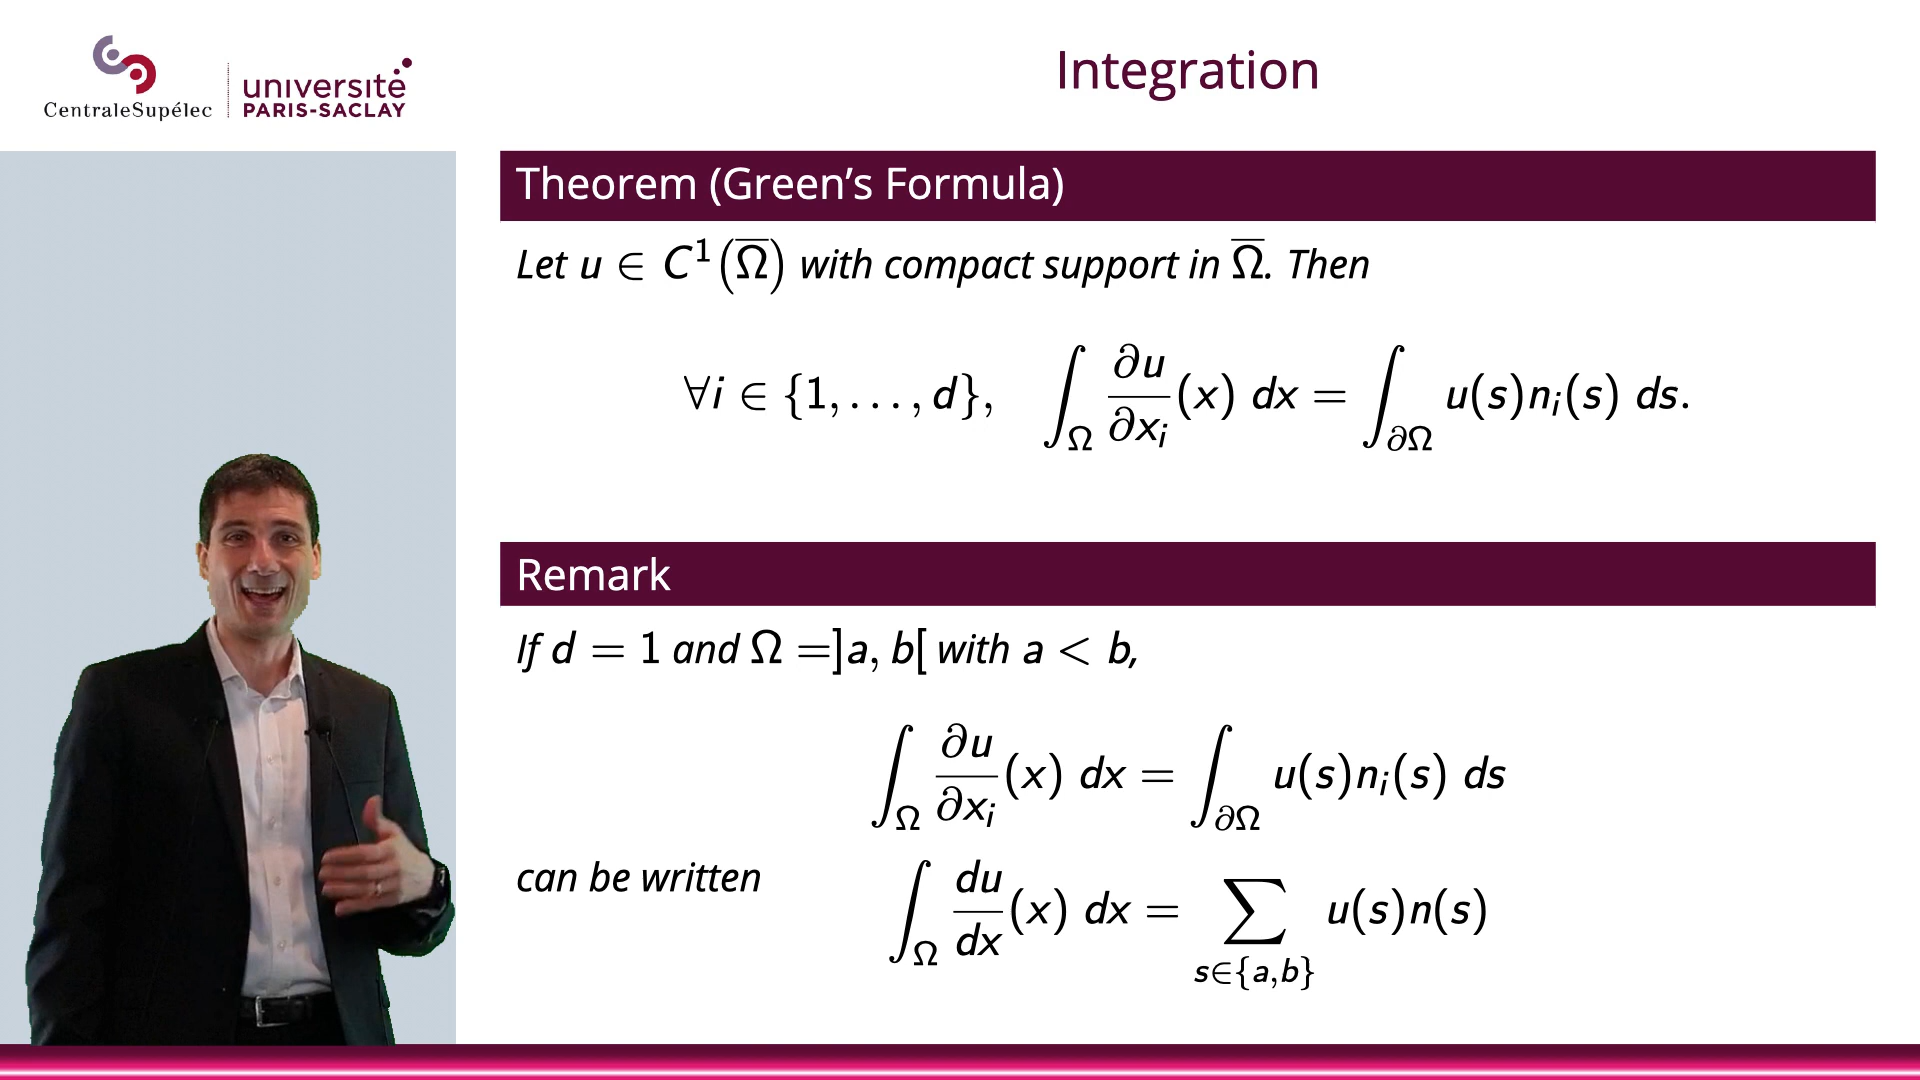 CentraleSupélec
université
PARIS-SACLAY
Integration
Theorem (Green's Formula)
Let u ∈ C¹(Ω̅) with compact support in Ω̅. Then
∀i ∈ {1, . . . , d}, ∫_Ω ∂u/∂x_i (x) dx = ∫_∂Ω u(s)n_i(s) ds.
Remark
If d = 1 and Ω =]a, b[ with a < b,
∫_Ω ∂u/∂x_i (x) dx = ∫_∂Ω u(s)n_i(s) ds
can be written ∫_Ω du/dx (x) dx = ∑_{s∈{a,b}} u(s)n(s)